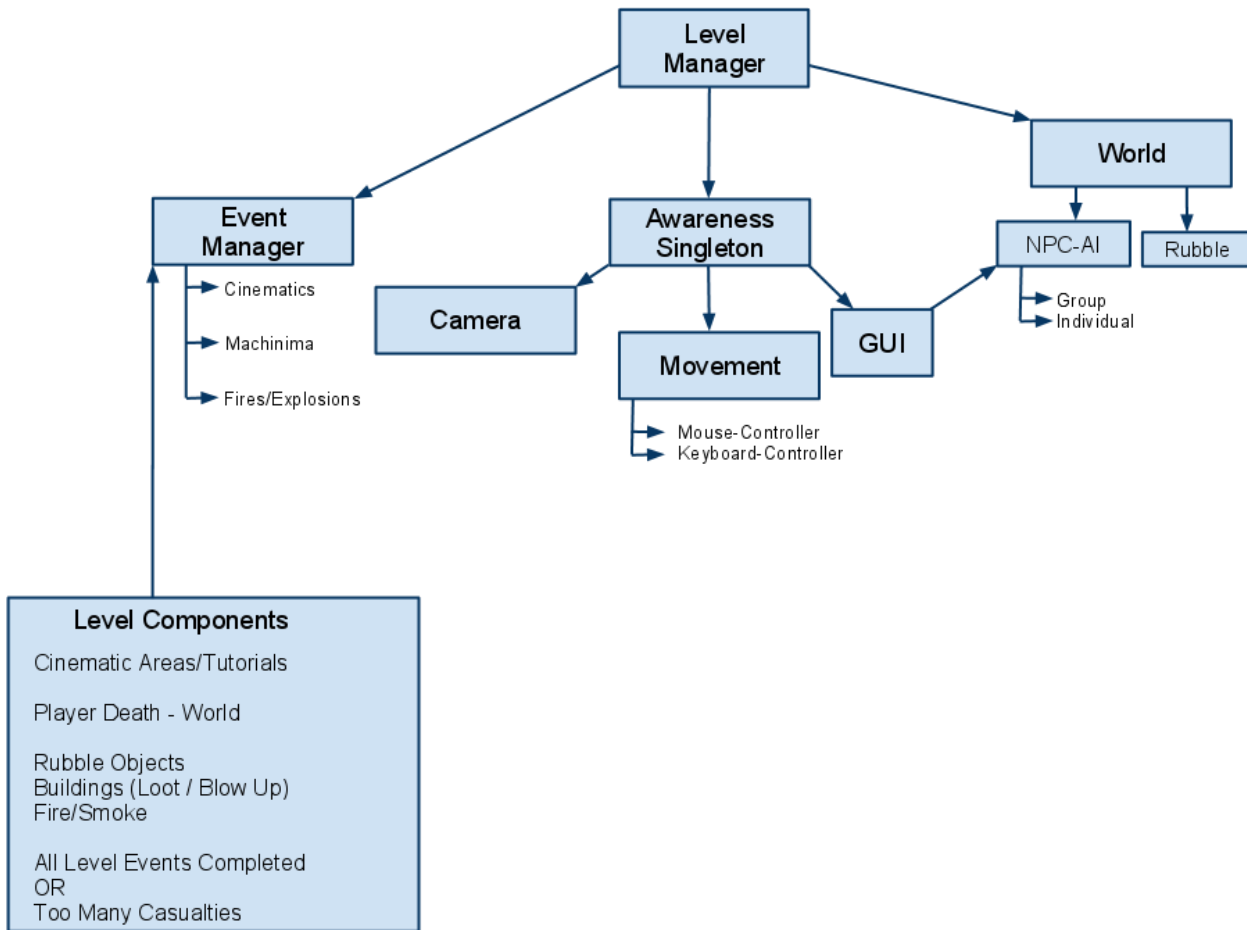 Level
Manager
World
Event
Manager
Awareness
Singleton
NPC-AI
Rubble
Cinematics
Machinima
Fires/Explosions
Camera
Movement
GUI
Group
Individual
Mouse-Controller
Keyboard-Controller
Level Components
Cinematic Areas/Tutorials
Player Death - World
Rubble Objects
Buildings (Loot / Blow Up)
Fire/Smoke
All Level Events Completed
OR
Too Many Casualties